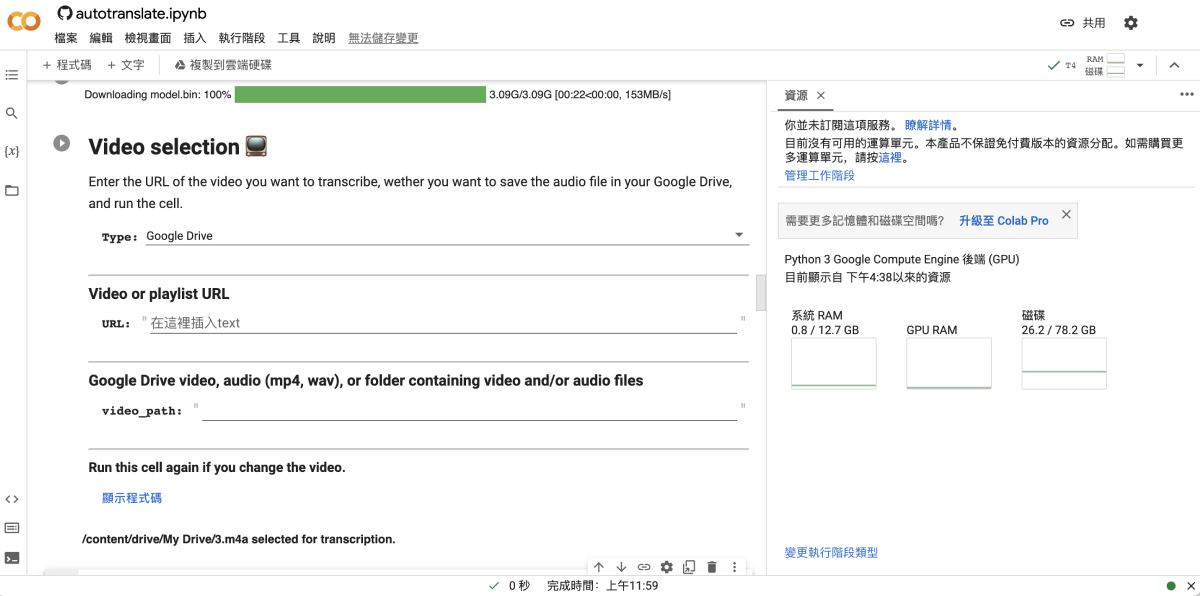 autotranslate.ipynb
檔案 編輯 檢視畫面 插入 執行階段 工具 說明 無法儲存變更
共用
+ 程式碼 + 文字 複製到雲端硬碟
T4 RAM 磁碟
Downloading model.bin: 100% 3.09G/3.09G [00:22<00:00, 153MB/s]
Video selection
Enter the URL of the video you want to transcribe, wether you want to save the audio file in your Google Drive,
and run the cell.
Type: Google Drive
Video or playlist URL
URL: " 在這裡插入text "
Google Drive video, audio (mp4, wav), or folder containing video and/or audio files
video_path: " "
Run this cell again if you change the video.
顯示程式碼
/content/drive/My Drive/3.m4a selected for transcription.
資源
你並未訂閱這項服務。 瞭解詳情。
目前沒有可用的運算單元。本產品不保證免付費版本的資源分配。如需購買更
多運算單元，請按這裡。
管理工作階段
需要更多記憶體和磁碟空間嗎? 升級至 Colab Pro
Python 3 Google Compute Engine 後端 (GPU)
目前顯示自 下午4:38以來的資源
系統 RAM
0.8 / 12.7 GB
GPU RAM
磁碟
26.2 / 78.2 GB
變更執行階段類型
0 秒 完成時間：上午11:59